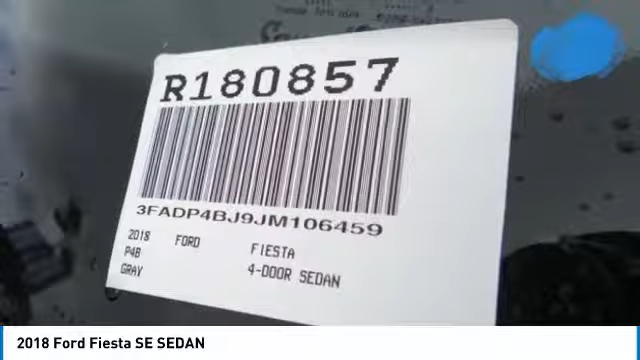 R180857
3FADP4BJ9JM106459
2018 FORD FIESTA
P4B 4-DOOR SEDAN
GRAY
2018 Ford Fiesta SE SEDAN